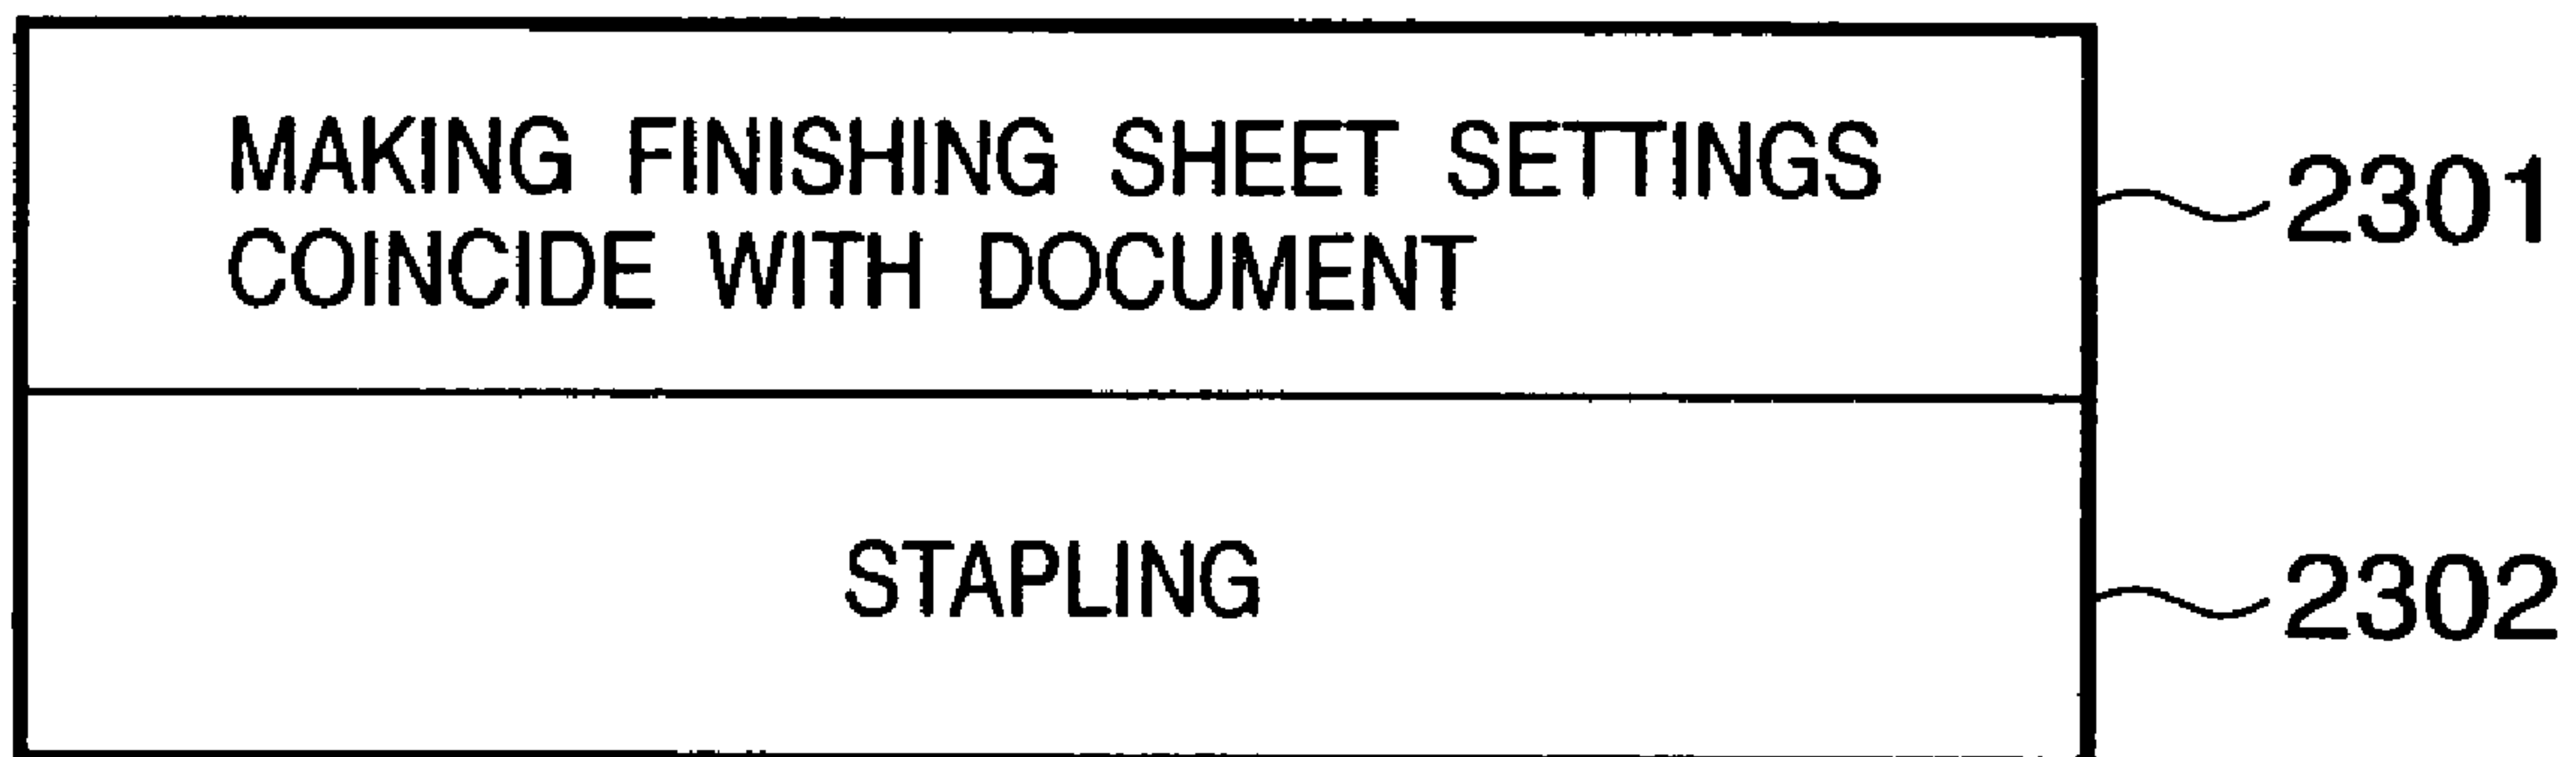 MAKING FINISHING SHEET SETTINGS
COINCIDE WITH DOCUMENT
2301
STAPLING
2302